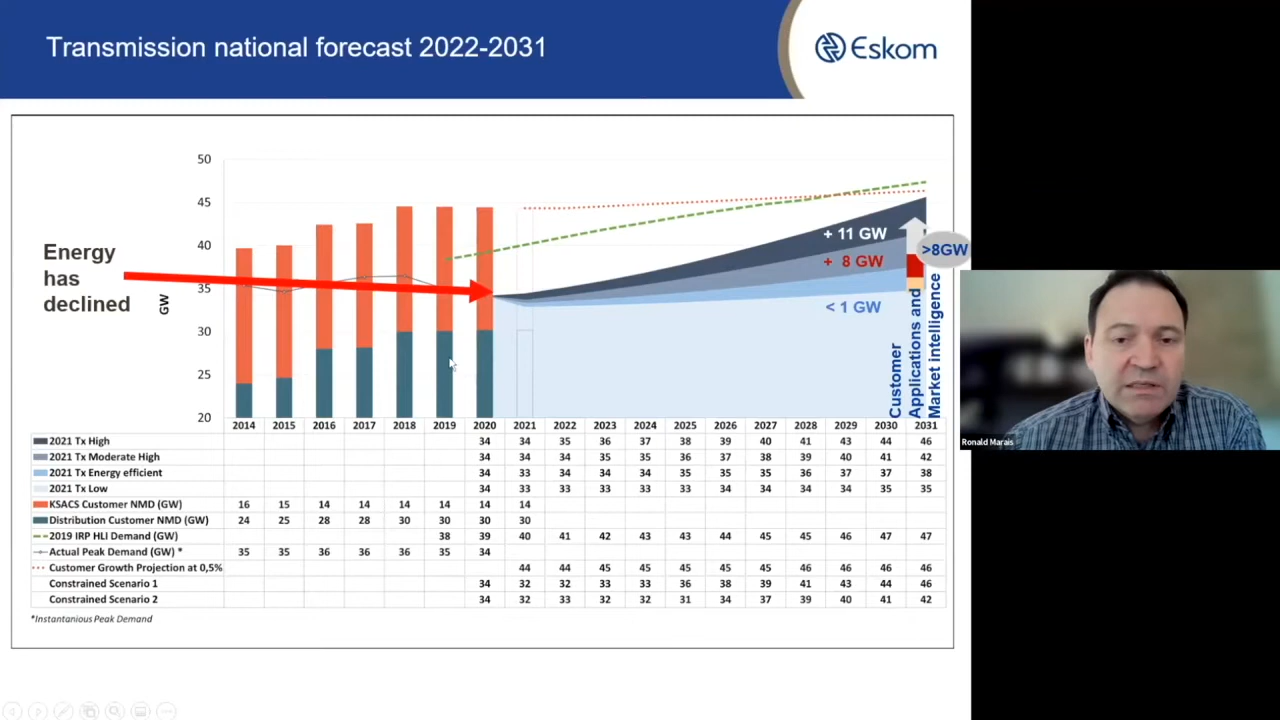 Transmission national forecast 2022-2031
Eskom
50
45
40
35
30
25
20
GW
Energy
has
declined
+ 11 GW
+ 8 GW
< 1 GW
>8GW
Customer
Applications and
Market intelligence
2014 2015 2016 2017 2018 2019 2020 2021 2022 2023 2024 2025 2026 2027 2028 2029 2030 2031
2021 Tx High 34 34 35 36 37 38 39 40 41 43 44 46
2021 Tx Moderate High 34 34 34 35 35 36 37 38 39 40 41 42
2021 Tx Energy efficient 34 33 34 34 34 35 35 35 36 37 37 38
2021 Tx Low 34 33 33 33 33 33 34 34 34 34 35 35
KSACS Customer NMD (GW) 16 15 14 14 14 14 14 14
Distribution Customer NMD (GW) 24 25 28 28 30 30 30 30
2019 IRP HLI Demand (GW) 38 39 40 41 42 43 43 44 45 45 46 47 47
Actual Peak Demand (GW) * 35 35 36 36 36 35 34
Customer Growth Projection at 0,5% 44 44 45 45 45 45 45 46 46 46 46
Constrained Scenario 1 34 32 32 33 33 36 38 39 41 43 44 46
Constrained Scenario 2 34 32 33 32 32 31 34 37 39 40 41 42
*Instantanious Peak Demand
Ronald Marais